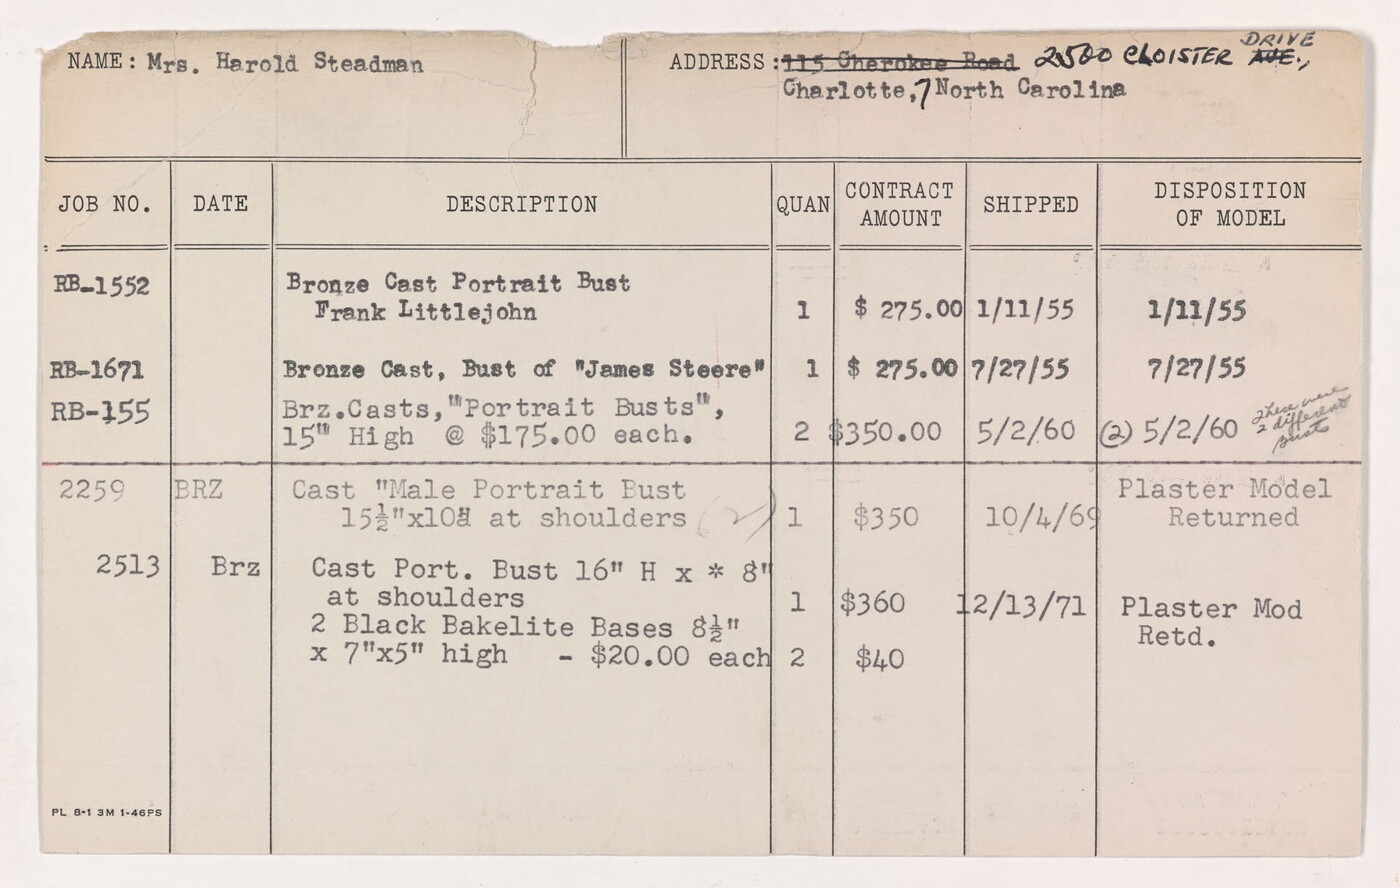 NAME: Mrs. Harold Steadman
ADDRESS: 115 Cherokee Road 2500 CLOISTER AVE., DRIVE
Charlotte, 7 North Carolina
JOB NO. DATE DESCRIPTION QUAN CONTRACT AMOUNT SHIPPED DISPOSITION OF MODEL
RB-1552 Bronze Cast Portrait Bust
Frank Littlejohn 1 $ 275.00 1/11/55 1/11/55
RB-1671 Bronze Cast, Bust of "James Steere" 1 $ 275.00 7/27/55 7/27/55
RB-155 Brz.Casts,"Portrait Busts",
15" High @ $175.00 each. 2 $350.00 5/2/60 (2) 5/2/60 These were 2 different busts
2259 BRZ Cast "Male Portrait Bust Plaster Model
15½"x10" at shoulders (2) 1 $350 10/4/69 Returned
2513 Brz Cast Port. Bust 16" H x * 8"
at shoulders 1 $360 12/13/71 Plaster Mod
2 Black Bakelite Bases 8½" Retd.
x 7"x5" high - $20.00 each 2 $40
PL 8-1 3M 1-46PS